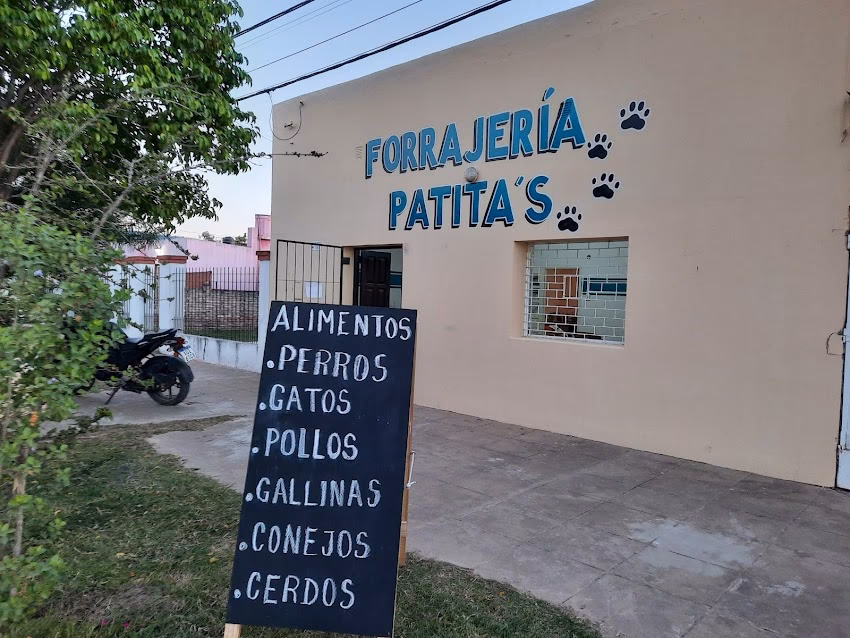 FORRAJERÍA
PATITA´S
ALIMENTOS
.PERROS
.GATOS
.POLLOS
.GALLINAS
.CONEJOS
.CERDOS